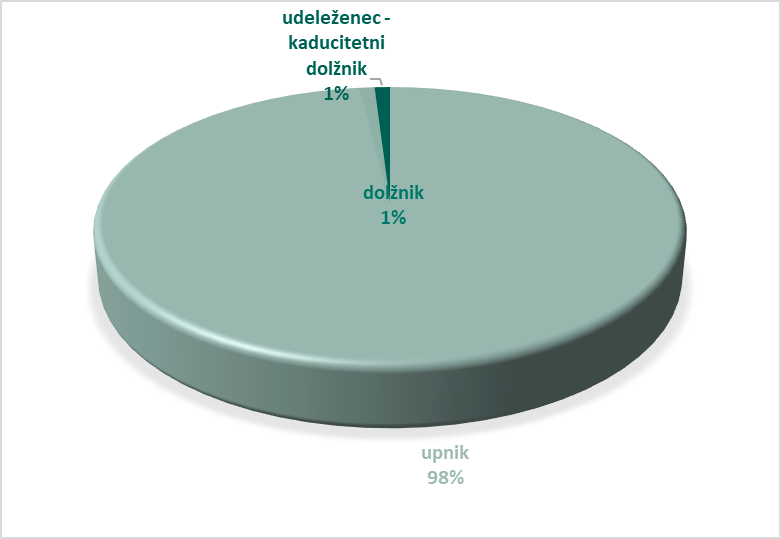 udeleženec -
kaducitetni
dolžnik
1%
dolžnik
1%
upnik
98%